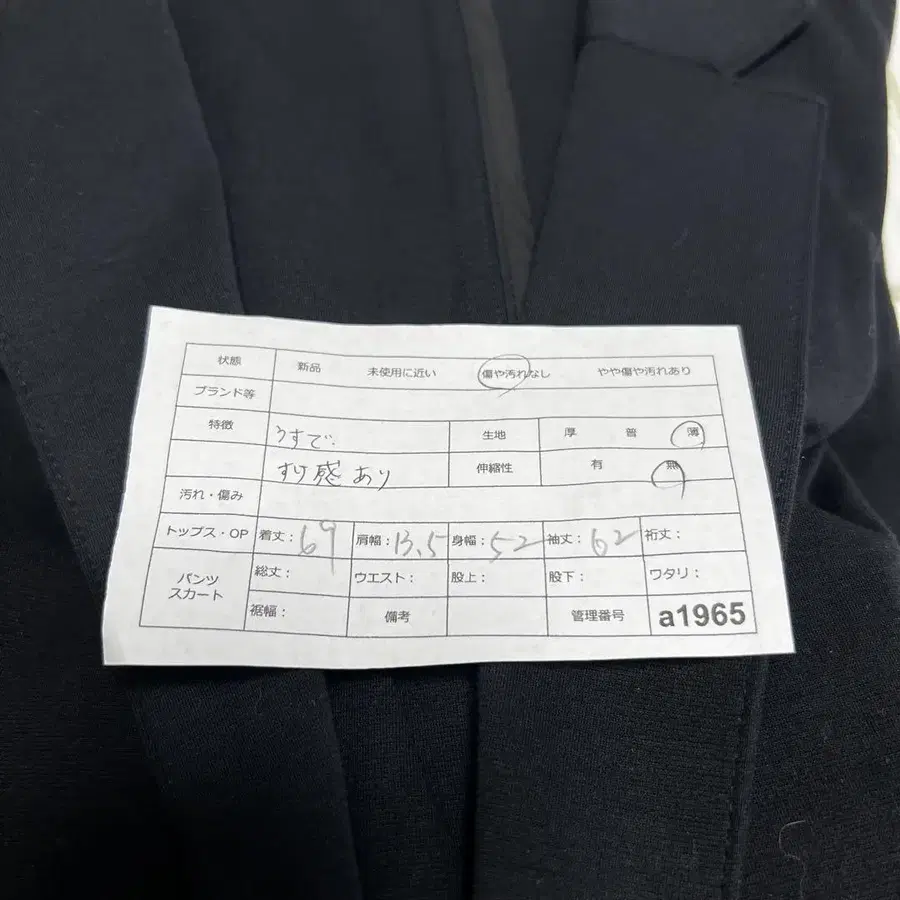 状態 新品 未使用に近い 傷や汚れなし やや傷や汚れあり
ブランド等
特徴 うすで 生地 厚 普 薄
すけ感あり 伸縮性 有 無
汚れ・傷み
トップス・OP 着丈: 69 肩幅: 13.5 身幅: 52 袖丈: 62 裄丈:
パンツ スカート 総丈: ウエスト: 股上: 股下: ワタリ:
裾幅: 備考 管理番号 a1965